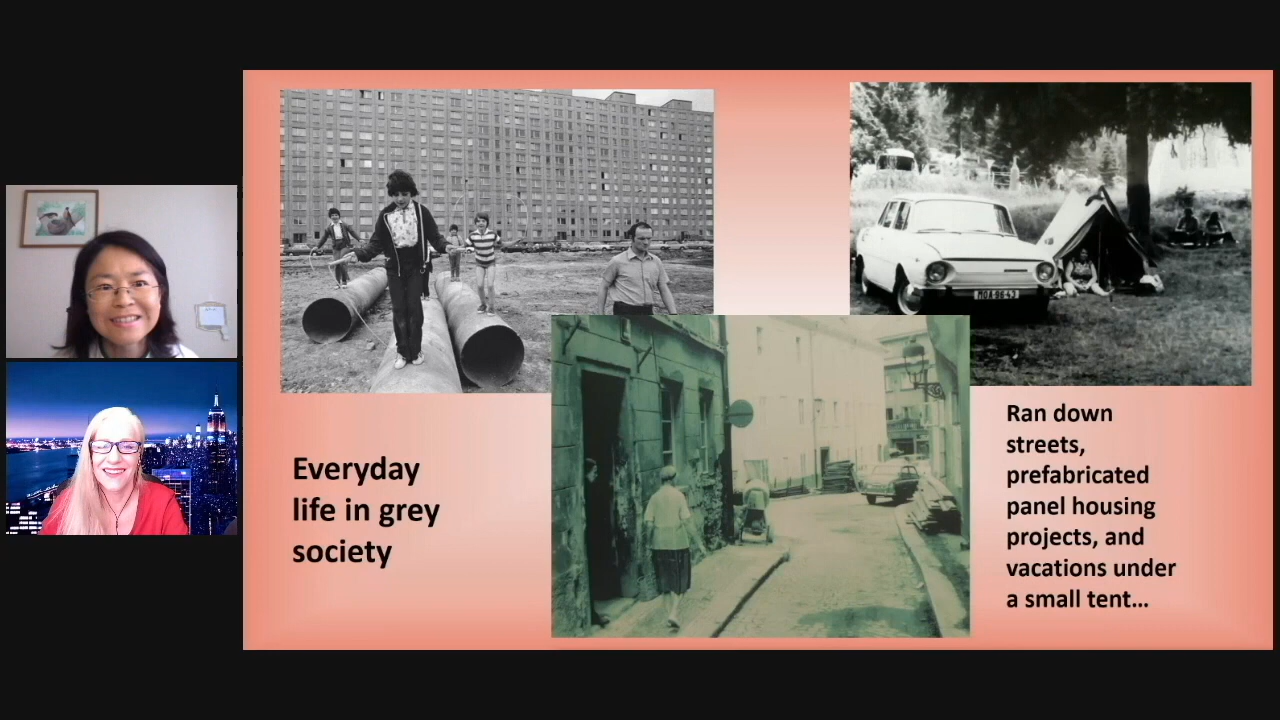 Everyday
life in grey
society
Ran down
streets,
prefabricated
panel housing
projects, and
vacations under
a small tent...